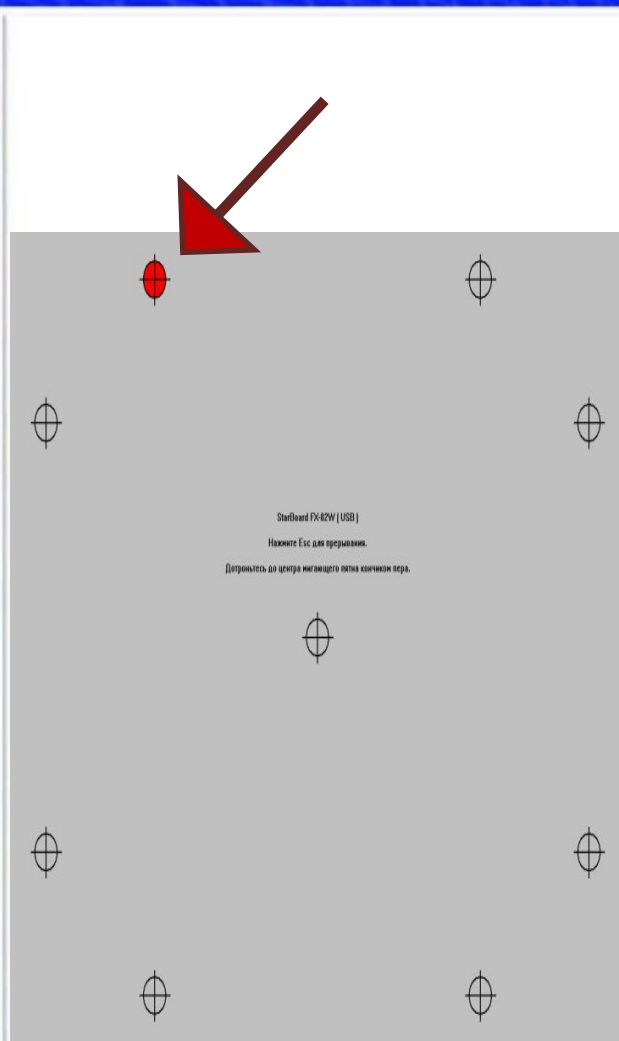 StarBoard FX-82W ( USB )
Нажмите Esc для прерывания.
Дотроньтесь до центра мигающего пятна кончиком пера.